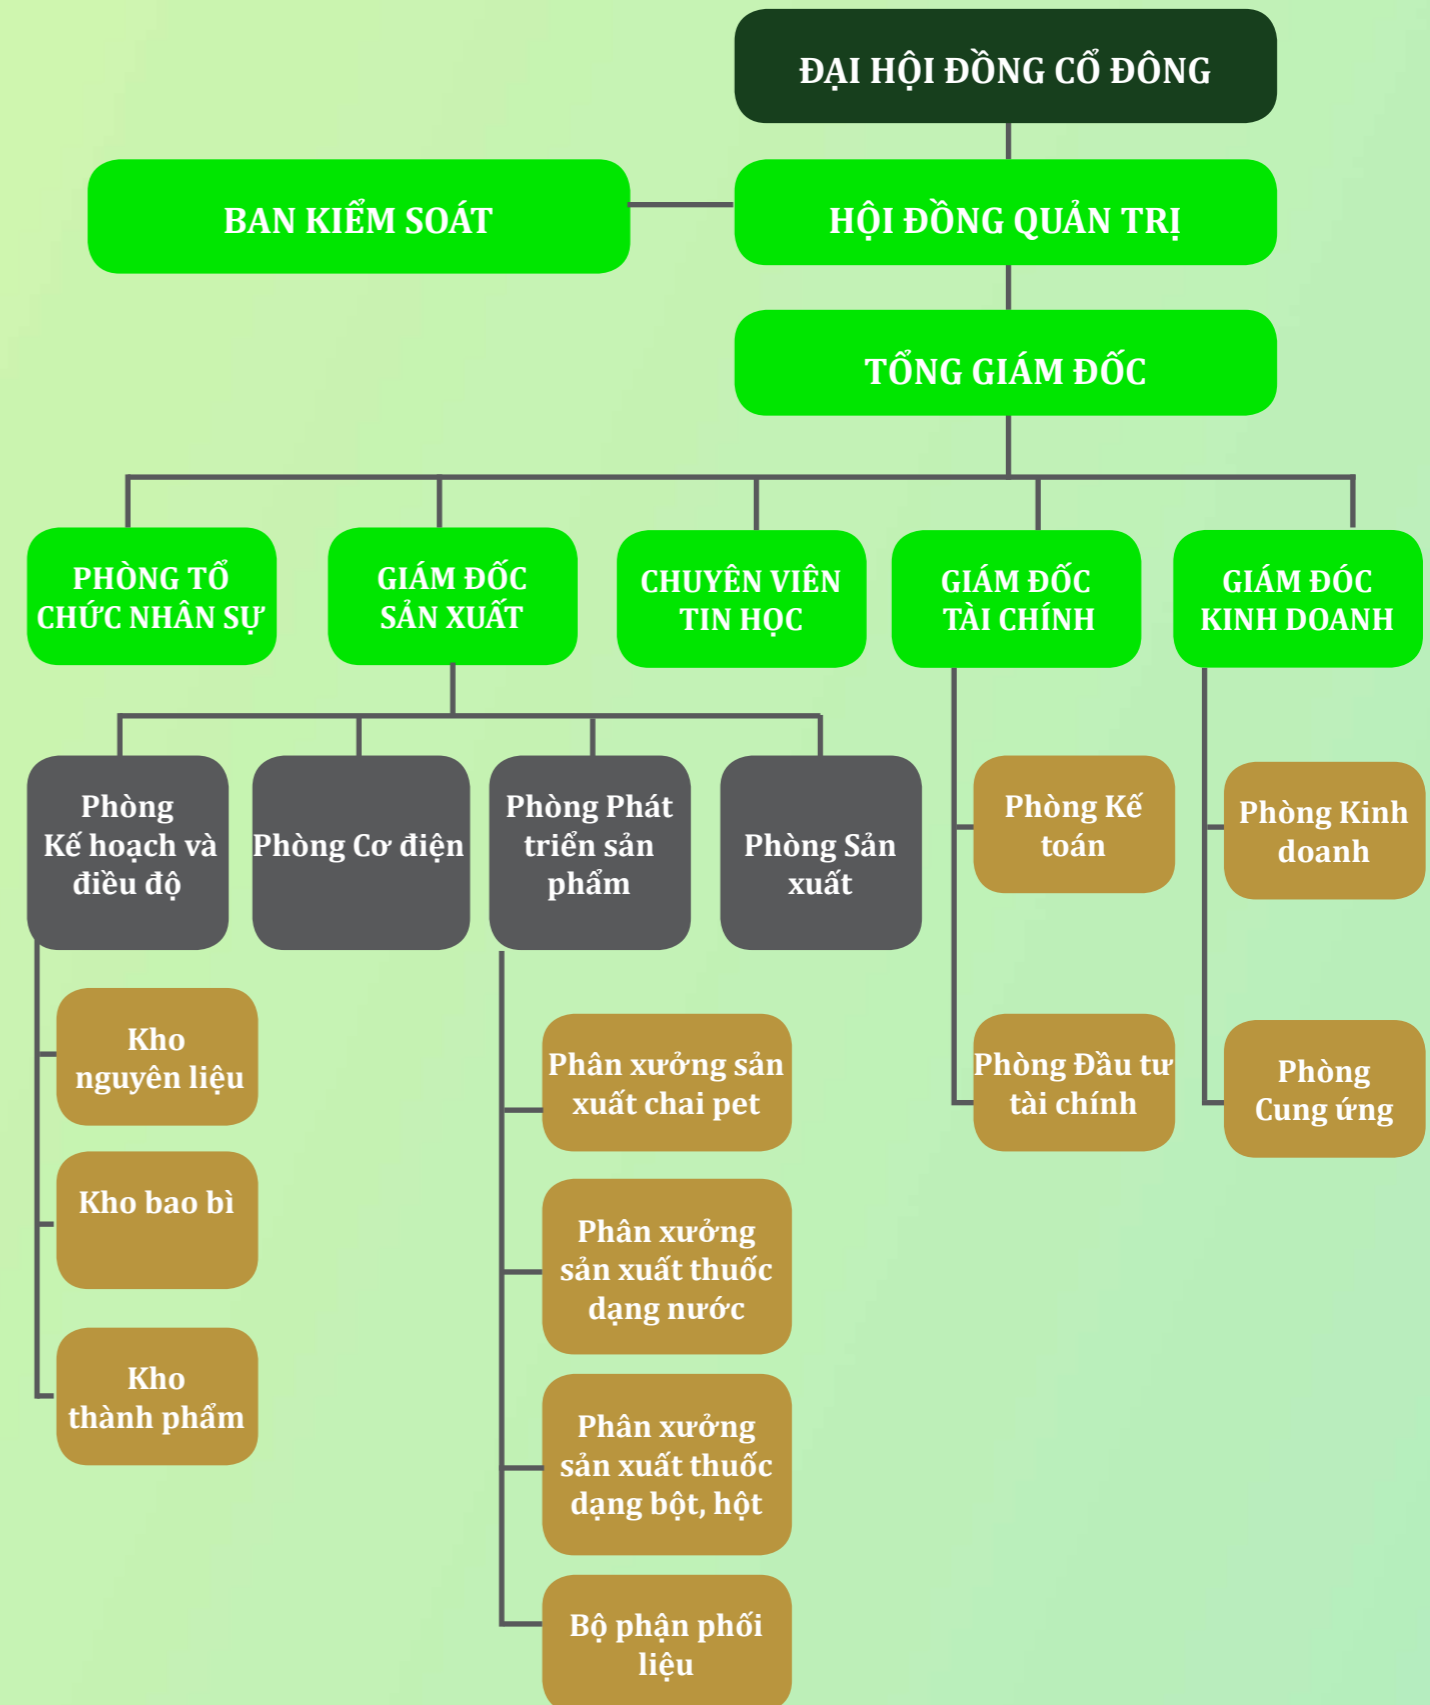 ĐẠI HỘI ĐỒNG CỔ ĐÔNG
BAN KIỂM SOÁT
HỘI ĐỒNG QUẢN TRỊ
TỔNG GIÁM ĐỐC
PHÒNG TỔ
CHỨC NHÂN SỰ
GIÁM ĐỐC
SẢN XUẤT
CHUYÊN VIÊN
TIN HỌC
GIÁM ĐỐC
TÀI CHÍNH
GIÁM ĐÓC
KINH DOANH
Phòng
Kế hoạch và
điều độ
Phòng Cơ điện
Phòng Phát
triển sản
phẩm
Phòng Sản
xuất
Phòng Kế
toán
Phòng Kinh
doanh
Kho
nguyên liệu
Kho bao bì
Kho
thành phẩm
Phân xưởng sản
xuất chai pet
Phân xưởng
sản xuất thuốc
dạng nước
Phân xưởng
sản xuất thuốc
dạng bột, hột
Bộ phận phối
liệu
Phòng Đầu tư
tài chính
Phòng
Cung ứng